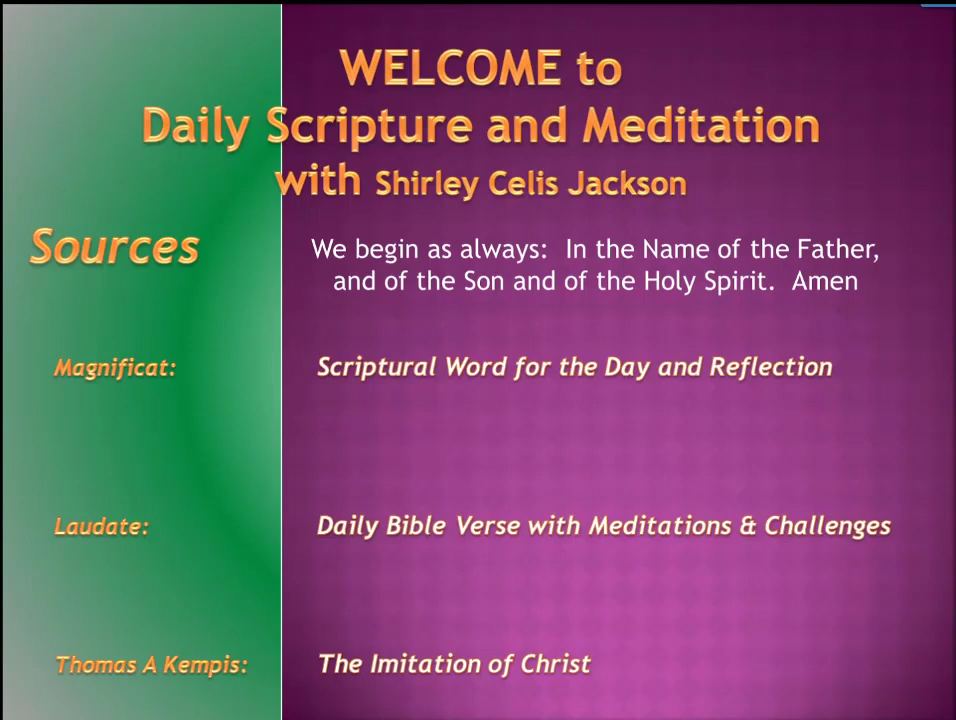 WELCOME to
Daily Scripture and Meditation
with Shirley Celis Jackson
Sources
We begin as always:  In the Name of the Father,
and of the Son and of the Holy Spirit.  Amen
Magnificat: Scriptural Word for the Day and Reflection
Laudate: Daily Bible Verse with Meditations & Challenges
Thomas A Kempis: The Imitation of Christ